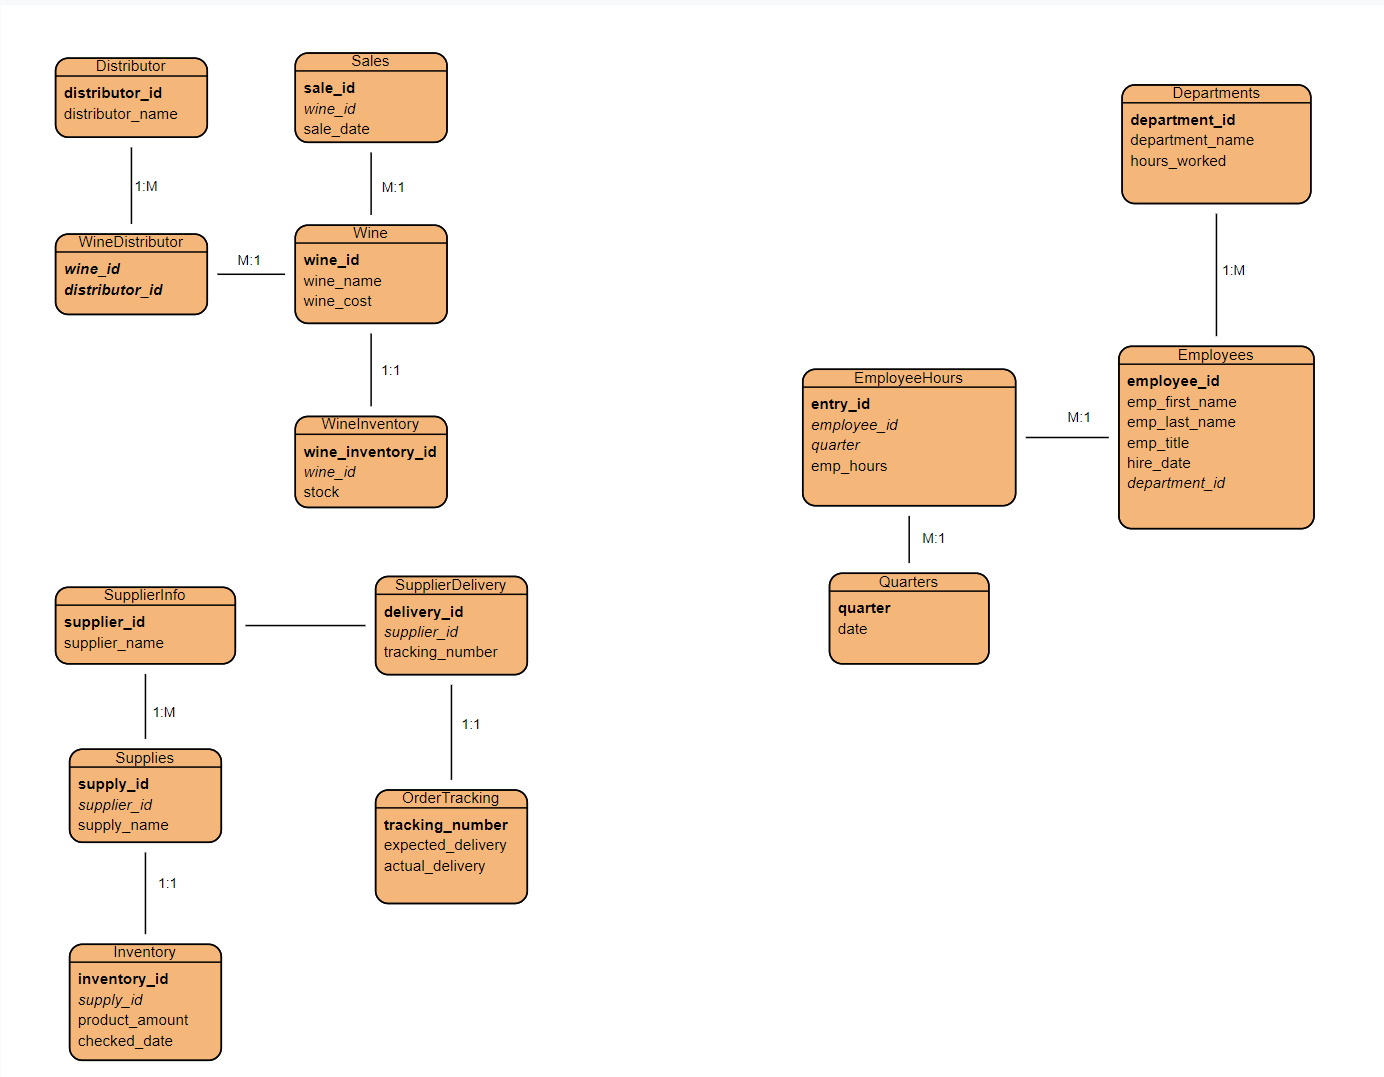 Distributor
distributor_id
distributor_name
1:M
WineDistributor
wine_id
distributor_id
M:1
Sales
sale_id
wine_id
sale_date
M:1
Wine
wine_id
wine_name
wine_cost
1:1
WineInventory
wine_inventory_id
wine_id
stock
Departments
department_id
department_name
hours_worked
1:M
Employees
employee_id
emp_first_name
emp_last_name
emp_title
hire_date
department_id
M:1
EmployeeHours
entry_id
employee_id
quarter
emp_hours
M:1
Quarters
quarter
date
SupplierInfo
supplier_id
supplier_name
1:M
Supplies
supply_id
supplier_id
supply_name
1:1
Inventory
inventory_id
supply_id
product_amount
checked_date
SupplierDelivery
delivery_id
supplier_id
tracking_number
1:1
OrderTracking
tracking_number
expected_delivery
actual_delivery